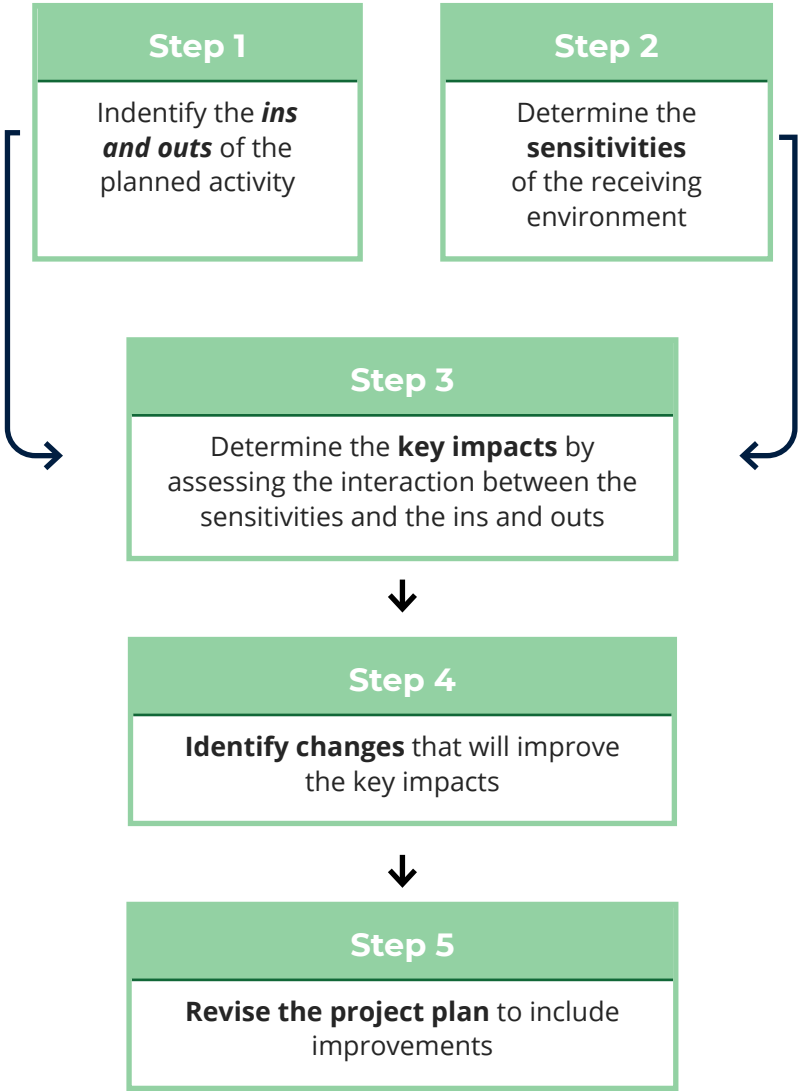 Step 1
Indentify the ins
and outs of the
planned activity
Step 2
Determine the
sensitivities
of the receiving
environment
Step 3
Determine the key impacts by
assessing the interaction between the
sensitivities and the ins and outs
Step 4
Identify changes that will improve
the key impacts
Step 5
Revise the project plan to include
improvements